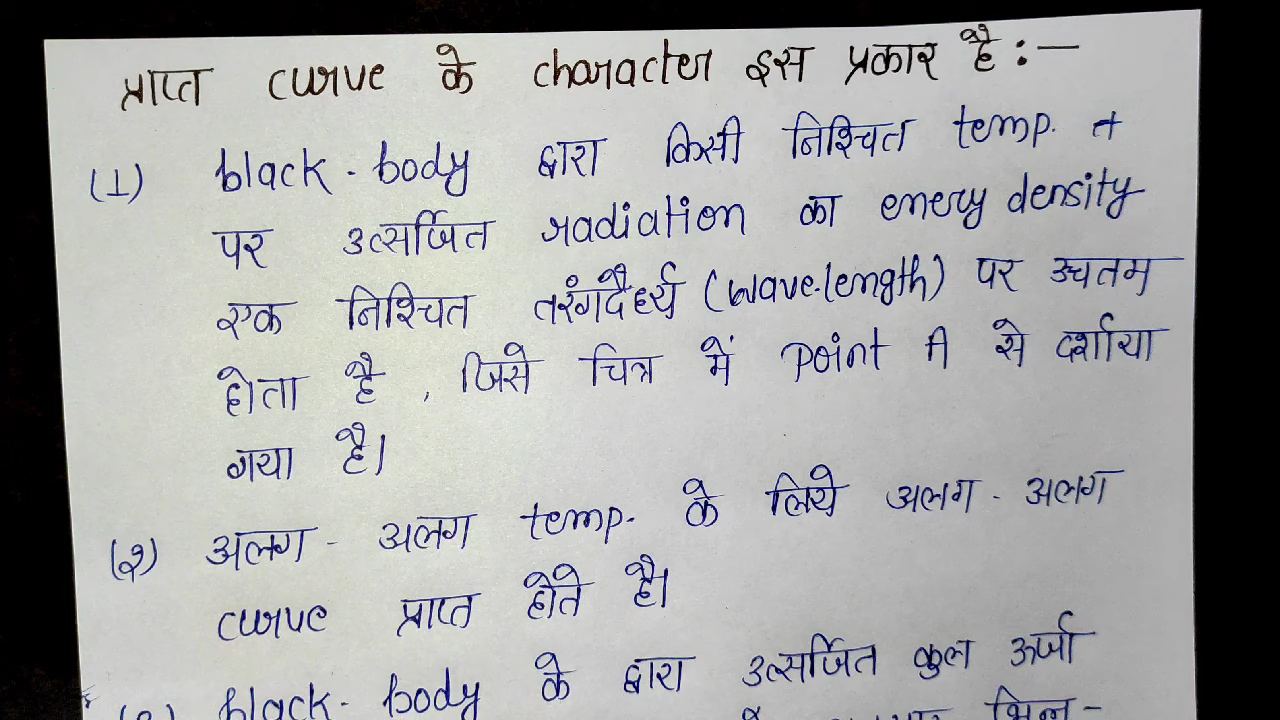 प्राप्त curve के character इस प्रकार है :—
(1) black-body द्वारा किसी निश्चित temp. T
पर उत्सर्जित radiation का energy density
एक निश्चित तरंगदैर्ध्य (wave-length) पर उच्चतम
होता है, जिसे चित्र में Point A से दर्शाया
गया है।
(2) अलग - अलग temp. के लिये अलग - अलग
curve प्राप्त होते है।
black-body के द्वारा उत्सर्जित कुल ऊर्जा
भिन्न-